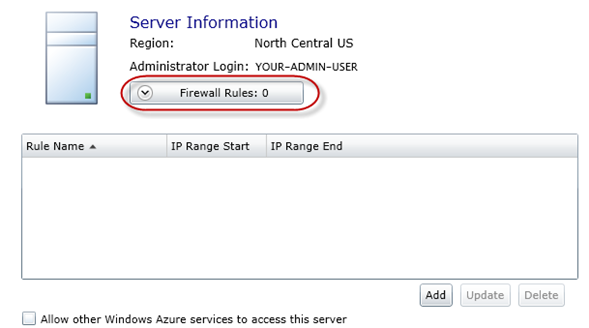 Server Information
Region: North Central US
Administrator Login: YOUR-ADMIN-USER
Firewall Rules: 0
Rule Name IP Range Start IP Range End
Add Update Delete
Allow other Windows Azure services to access this server